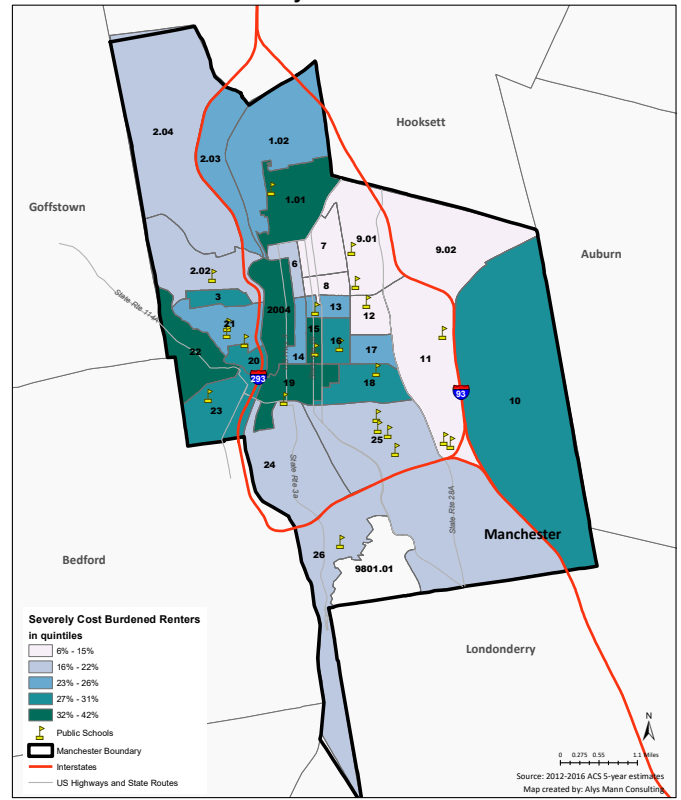 Hooksett
2.04
1.02
2.03
Goffstown
1.01
7
9.01
9.02
Auburn
6
2.02
8
3
2004
13
12
State Rte 114A
21
15
16
11
22
14
17
20
293
19
18
93
10
23
25
24
State Rte 3a
State Rte 28A
Manchester
26
Bedford
9801.01
Severely Cost Burdened Renters
in quintiles
6% - 15%
16% - 22%
23% - 26%
27% - 31%
32% - 42%
Public Schools
Manchester Boundary
Interstates
US Highways and State Routes
Londonderry
N
0 0.275 0.55 1.1 Miles
Source: 2012-2016 ACS 5-year estimates
Map created by: Alys Mann Consulting